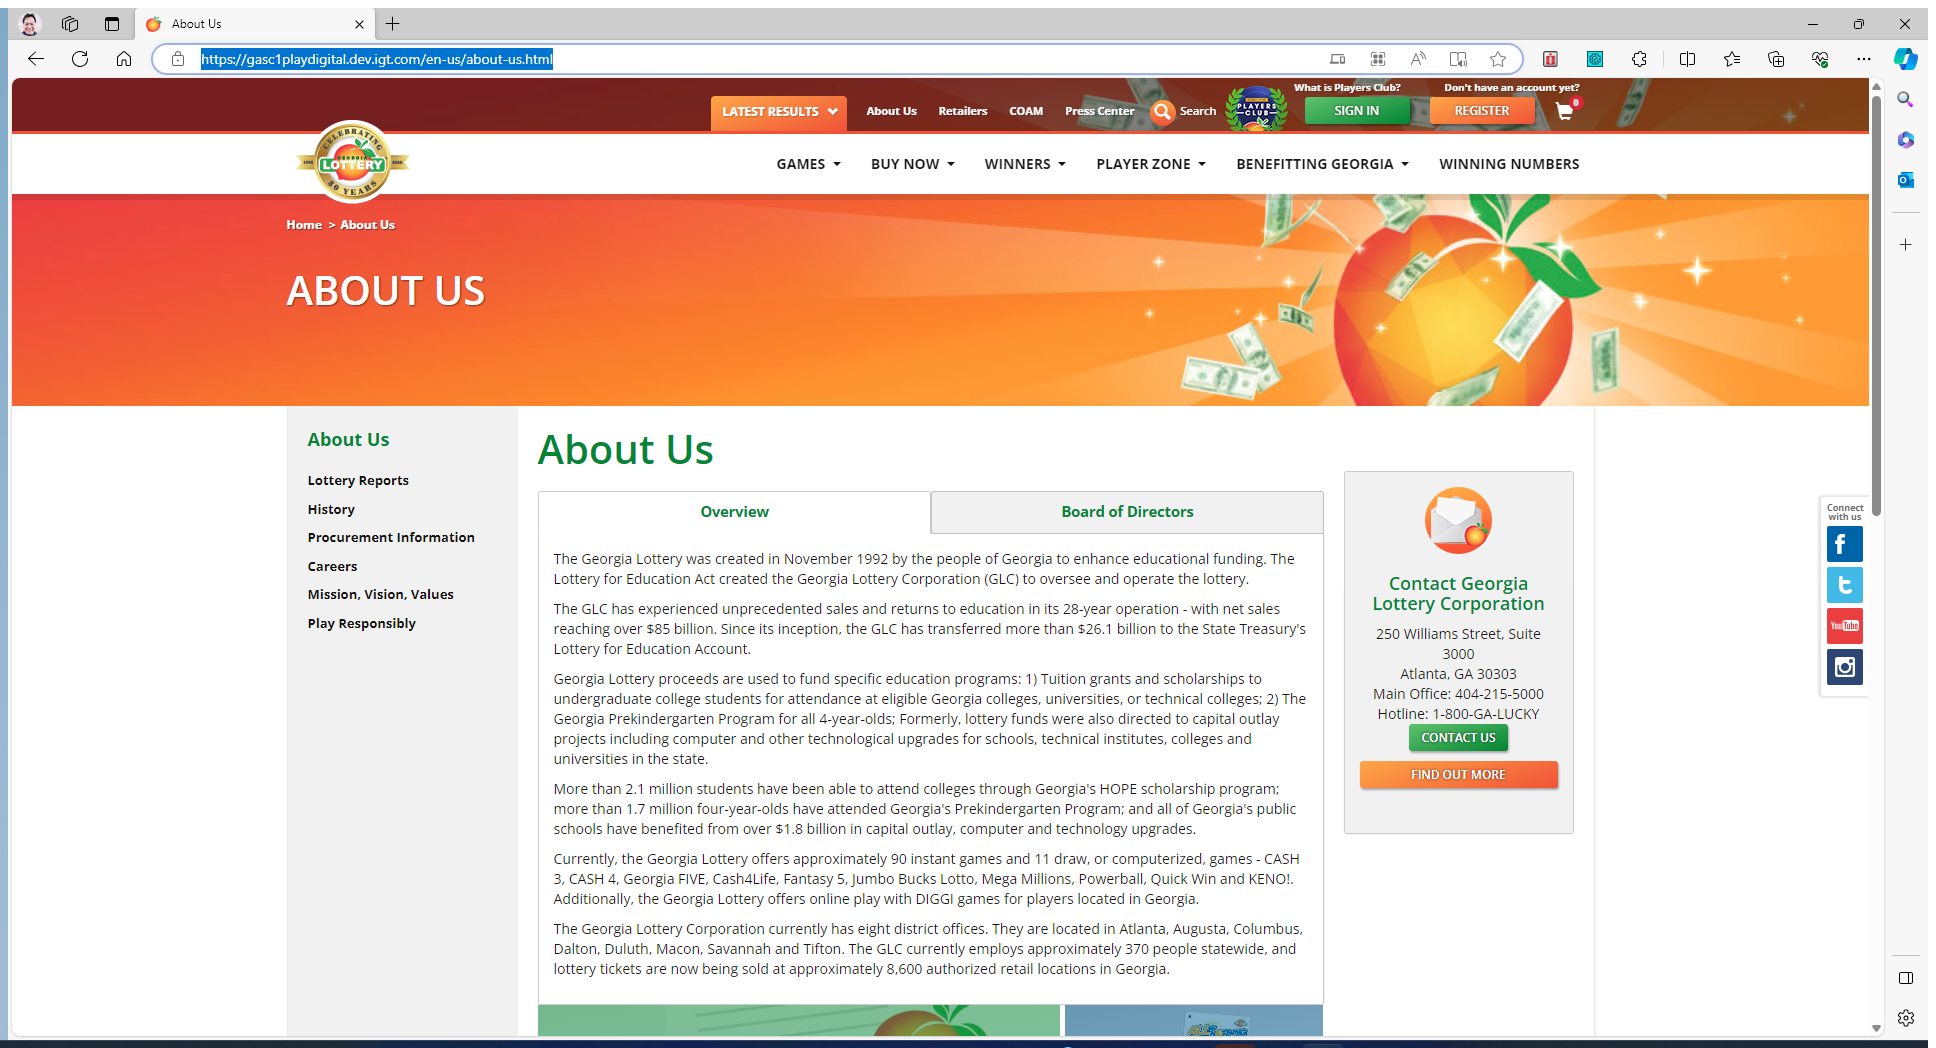 About Us
https://gasc1playdigital.dev.igt.com/en-us/about-us.html
What is Players Club?
Don't have an account yet?
LATEST RESULTS
About Us
Retailers
COAM
Press Center
Search
PLAYERS
CLUB
SIGN IN
REGISTER
0
CELEBRATING
GEORGIA
LOTTERY
30 YEARS
GAMES
BUY NOW
WINNERS
PLAYER ZONE
BENEFITTING GEORGIA
WINNING NUMBERS
Home > About Us
ABOUT US
About Us
Lottery Reports
History
Procurement Information
Careers
Mission, Vision, Values
Play Responsibly
About Us
Overview
Board of Directors
The Georgia Lottery was created in November 1992 by the people of Georgia to enhance educational funding. The
Lottery for Education Act created the Georgia Lottery Corporation (GLC) to oversee and operate the lottery.
The GLC has experienced unprecedented sales and returns to education in its 28-year operation - with net sales
reaching over $85 billion. Since its inception, the GLC has transferred more than $26.1 billion to the State Treasury's
Lottery for Education Account.
Georgia Lottery proceeds are used to fund specific education programs: 1) Tuition grants and scholarships to
undergraduate college students for attendance at eligible Georgia colleges, universities, or technical colleges; 2) The
Georgia Prekindergarten Program for all 4-year-olds; Formerly, lottery funds were also directed to capital outlay
projects including computer and other technological upgrades for schools, technical institutes, colleges and
universities in the state.
More than 2.1 million students have been able to attend colleges through Georgia's HOPE scholarship program;
more than 1.7 million four-year-olds have attended Georgia's Prekindergarten Program; and all of Georgia's public
schools have benefited from over $1.8 billion in capital outlay, computer and technology upgrades.
Currently, the Georgia Lottery offers approximately 90 instant games and 11 draw, or computerized, games - CASH
3, CASH 4, Georgia FIVE, Cash4Life, Fantasy 5, Jumbo Bucks Lotto, Mega Millions, Powerball, Quick Win and KENO!.
Additionally, the Georgia Lottery offers online play with DIGGI games for players located in Georgia.
The Georgia Lottery Corporation currently has eight district offices. They are located in Atlanta, Augusta, Columbus,
Dalton, Duluth, Macon, Savannah and Tifton. The GLC currently employs approximately 370 people statewide, and
lottery tickets are now being sold at approximately 8,600 authorized retail locations in Georgia.
Contact Georgia
Lottery Corporation
250 Williams Street, Suite
3000
Atlanta, GA 30303
Main Office: 404-215-5000
Hotline: 1-800-GA-LUCKY
CONTACT US
FIND OUT MORE
Connect
with us
You Tube